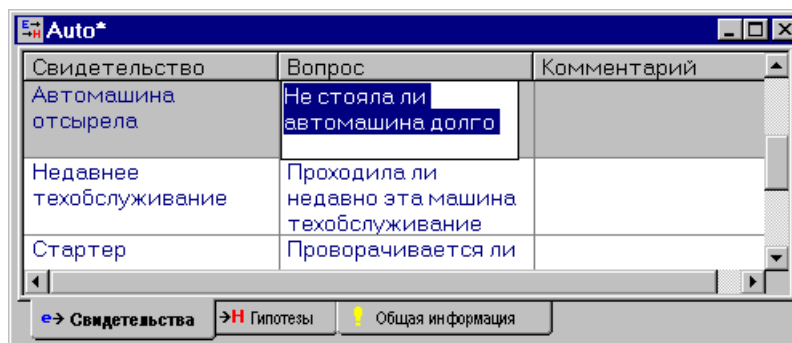 Auto*
Свидетельство Вопрос Комментарий
Автомашина Не стояла ли
отсырела автомашина долго
Недавнее Проходила ли
техобслуживание недавно эта машина
техобслуживание
Стартер Проворачивается ли
e→ Свидетельства →H Гипотезы Общая информация